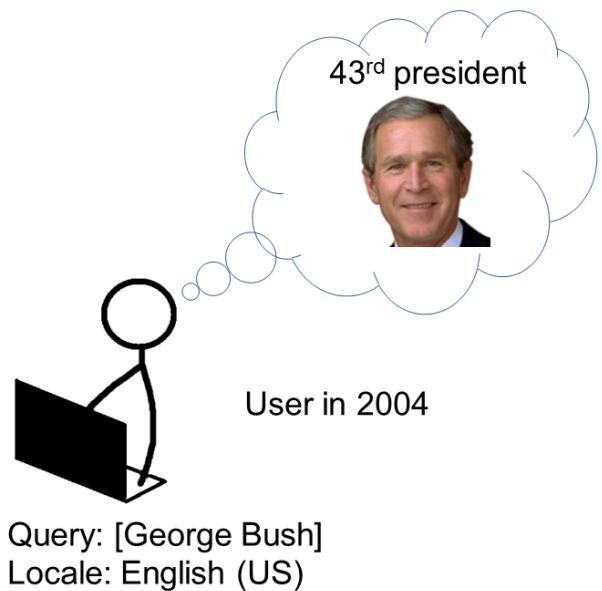 43rd president
User in 2004
Query: [George Bush]
Locale: English (US)